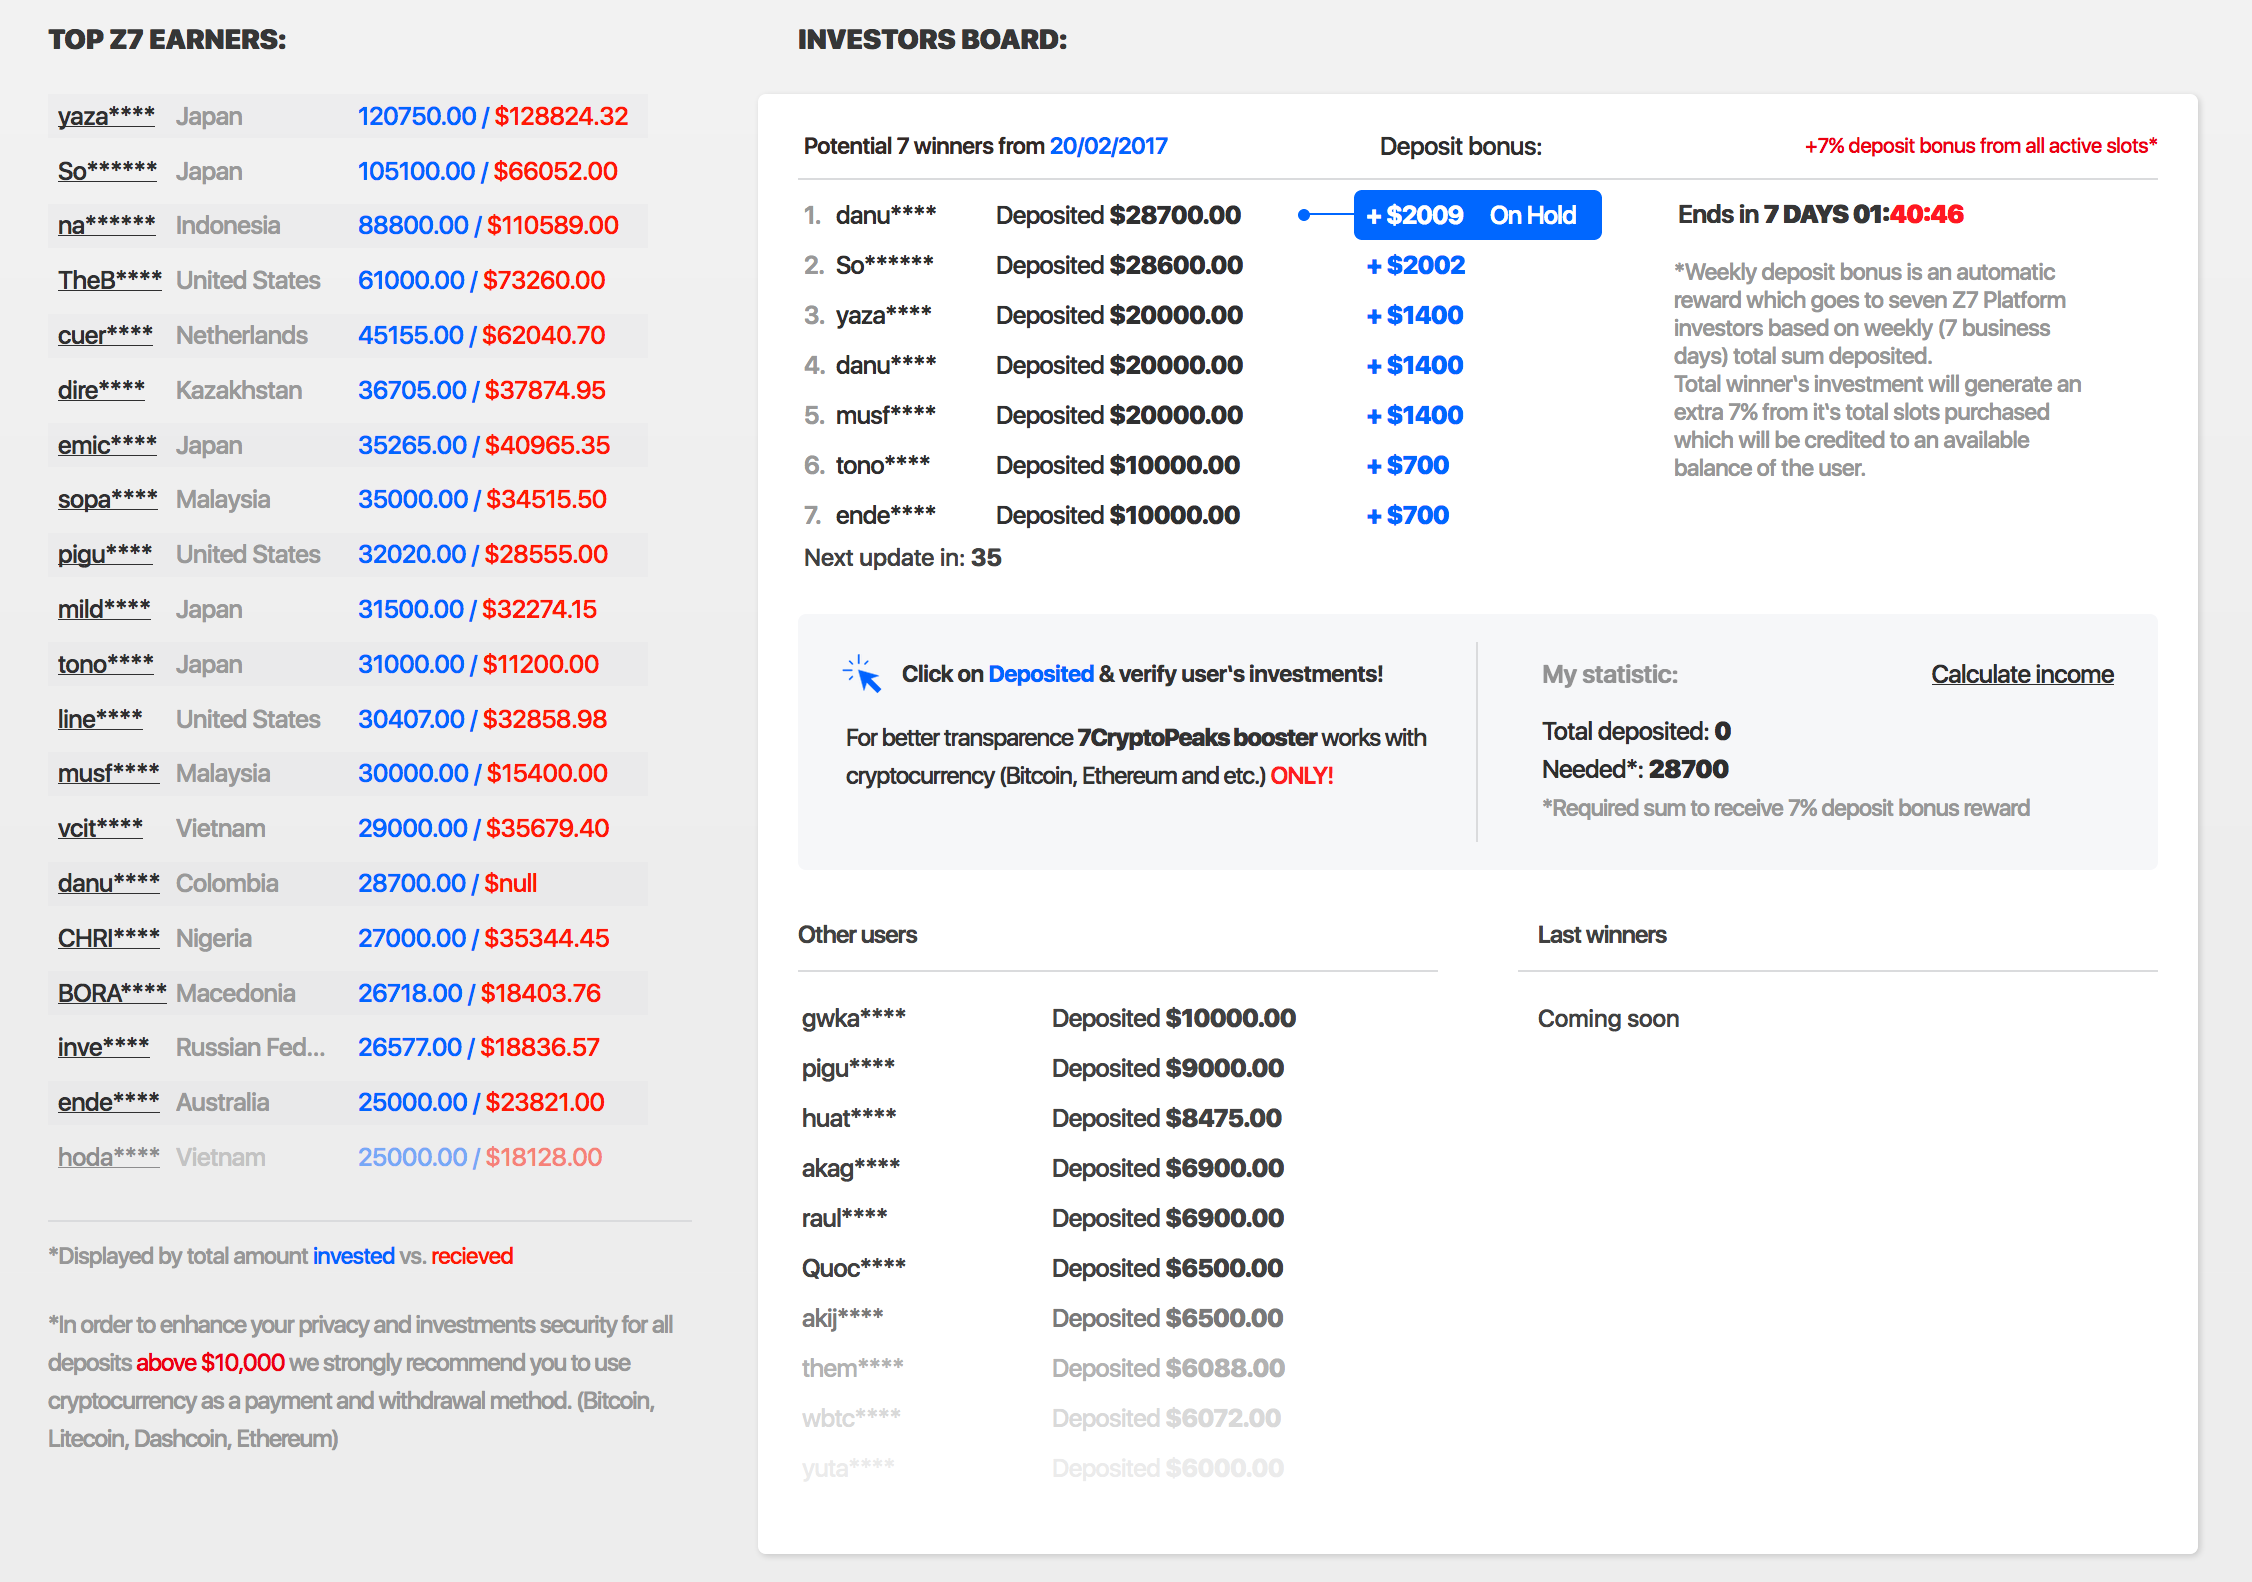 TOP Z7 EARNERS:
yaza**** Japan 120750.00 / $128824.32
So****** Japan 105100.00 / $66052.00
na****** Indonesia 88800.00 / $110589.00
TheB**** United States 61000.00 / $73260.00
cuer**** Netherlands 45155.00 / $62040.70
dire**** Kazakhstan 36705.00 / $37874.95
emic**** Japan 35265.00 / $40965.35
sopa**** Malaysia 35000.00 / $34515.50
pigu**** United States 32020.00 / $28555.00
mild**** Japan 31500.00 / $32274.15
tono**** Japan 31000.00 / $11200.00
line**** United States 30407.00 / $32858.98
musf**** Malaysia 30000.00 / $15400.00
vcit**** Vietnam 29000.00 / $35679.40
danu**** Colombia 28700.00 / $null
CHRI**** Nigeria 27000.00 / $35344.45
BORA**** Macedonia 26718.00 / $18403.76
inve**** Russian Fed... 26577.00 / $18836.57
ende**** Australia 25000.00 / $23821.00
hoda**** Vietnam 25000.00 / $18128.00
*Displayed by total amount invested vs. recieved
*In order to enhance your privacy and investments security for all
deposits above $10,000 we strongly recommend you to use
cryptocurrency as a payment and withdrawal method. (Bitcoin,
Litecoin, Dashcoin, Ethereum)
INVESTORS BOARD:
Potential 7 winners from 20/02/2017 Deposit bonus: +7% deposit bonus from all active slots*
1. danu**** Deposited $28700.00 + $2009 On Hold
2. So****** Deposited $28600.00 + $2002
3. yaza**** Deposited $20000.00 + $1400
4. danu**** Deposited $20000.00 + $1400
5. musf**** Deposited $20000.00 + $1400
6. tono**** Deposited $10000.00 + $700
7. ende**** Deposited $10000.00 + $700
Next update in: 35
Ends in 7 DAYS 01:40:46
*Weekly deposit bonus is an automatic
reward which goes to seven Z7 Platform
investors based on weekly (7 business
days) total sum deposited.
Total winner's investment will generate an
extra 7% from it's total slots purchased
which will be credited to an available
balance of the user.
Click on Deposited & verify user's investments!
For better transparence 7CryptoPeaks booster works with
cryptocurrency (Bitcoin, Ethereum and etc.) ONLY!
My statistic: Calculate income
Total deposited: 0
Needed*: 28700
*Required sum to receive 7% deposit bonus reward
Other users
gwka**** Deposited $10000.00
pigu**** Deposited $9000.00
huat**** Deposited $8475.00
akag**** Deposited $6900.00
raul**** Deposited $6900.00
Quoc**** Deposited $6500.00
akij**** Deposited $6500.00
them**** Deposited $6088.00
wbtc**** Deposited $6072.00
yuta**** Deposited $6000.00
Last winners
Coming soon